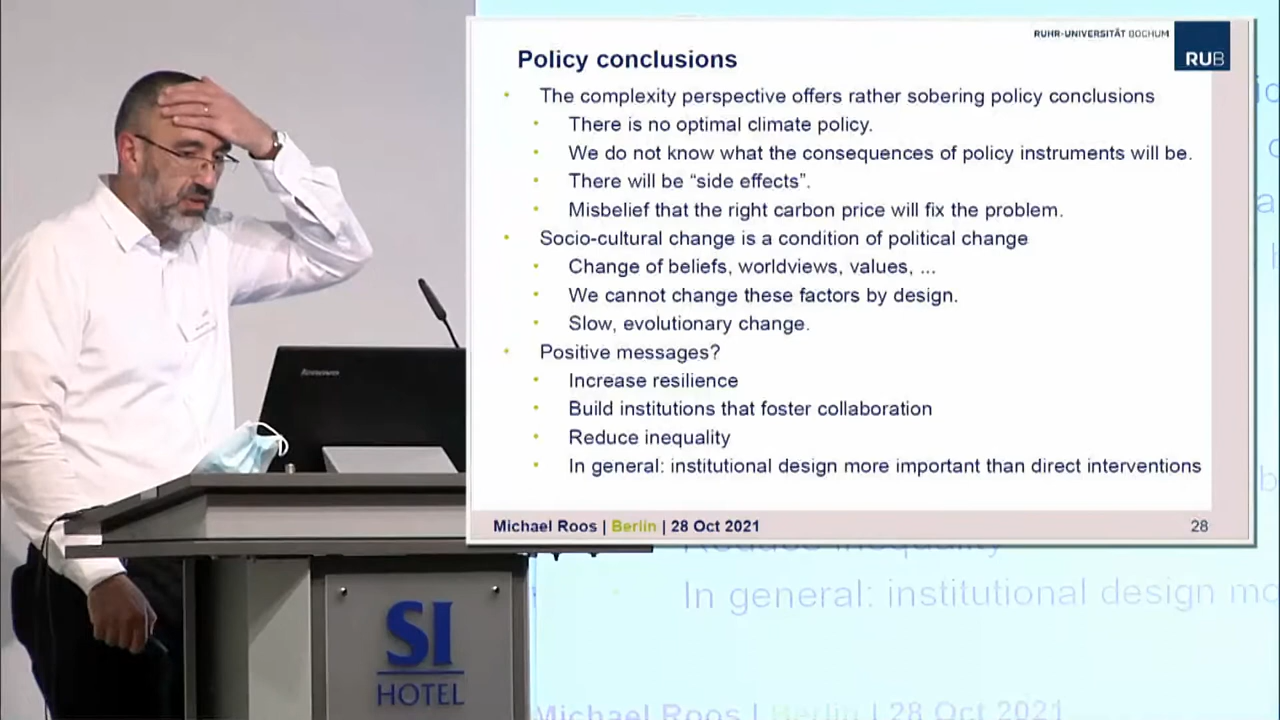 RUHR-UNIVERSITÄT BOCHUM
RUB
Policy conclusions
The complexity perspective offers rather sobering policy conclusions
There is no optimal climate policy.
We do not know what the consequences of policy instruments will be.
There will be “side effects”.
Misbelief that the right carbon price will fix the problem.
Socio-cultural change is a condition of political change
Change of beliefs, worldviews, values, ...
We cannot change these factors by design.
Slow, evolutionary change.
Positive messages?
Increase resilience
Build institutions that foster collaboration
Reduce inequality
In general: institutional design more important than direct interventions
Michael Roos | Berlin | 28 Oct 2021
28
Lenovo
SI
HOTEL
Reduce inequality
In general: institutional design mo
Michael Roos | Berlin | 28 Oct 2021